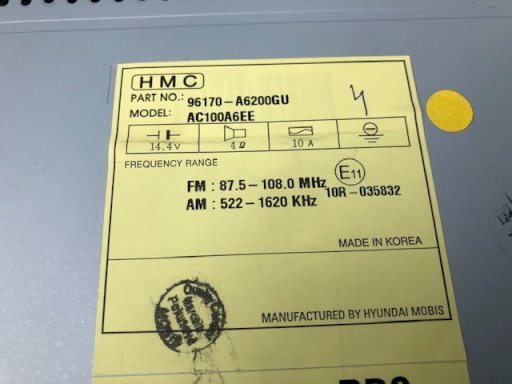 HMC
PART NO.: 96170-A6200GU
MODEL: AC100A6EE
14.4V 4Ω 10A
FREQUENCY RANGE
FM : 87.5-108.0 MHz
E11
10R-035832
AM : 522-1620 KHz
MADE IN KOREA
MANUFACTURED BY HYUNDAI MOBIS